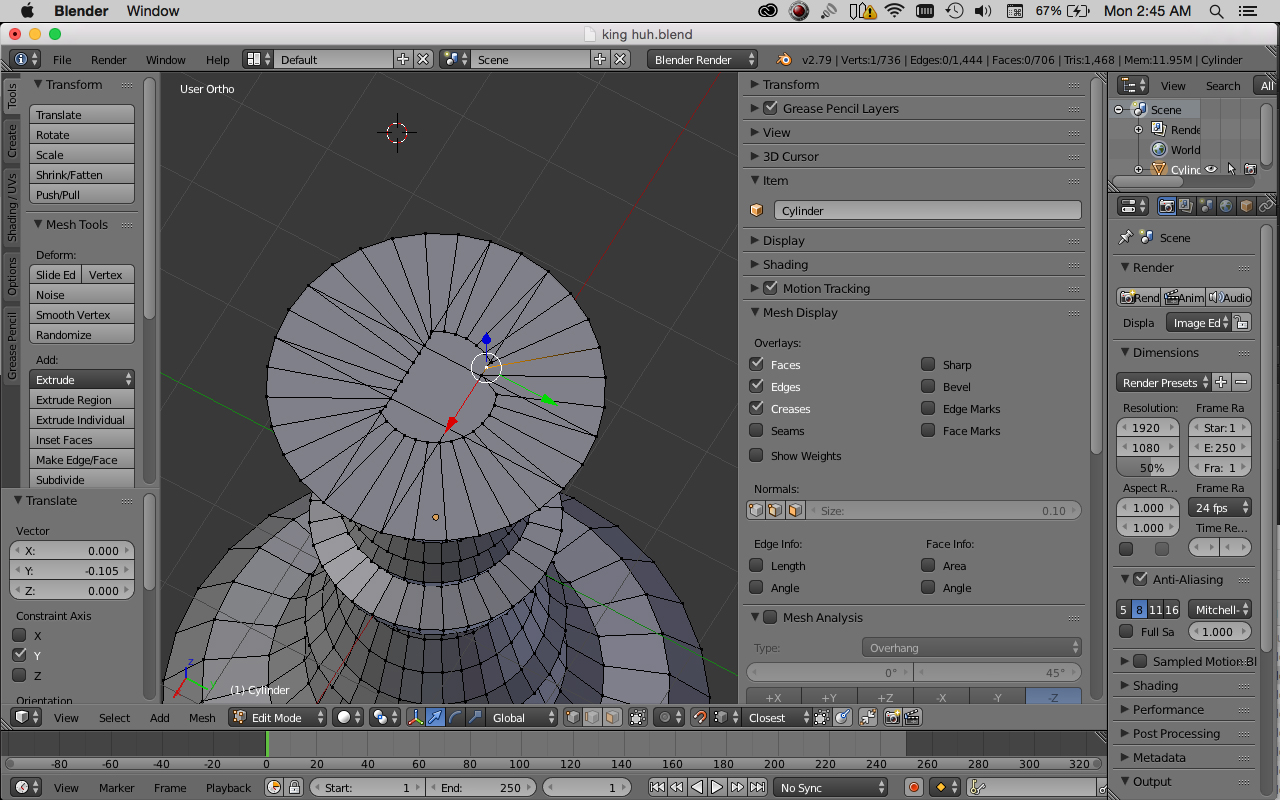 Blender Window 67% Mon 2:45 AM
king huh.blend
File Render Window Help Default Scene Blender Render v2.79 | Verts:1/736 | Edges:0/1,444 | Faces:0/706 | Tris:1,468 | Mem:11.95M | Cylinder
Tools
Create
Shading / UVs
Options
Grease Pencil
Transform
Translate
Rotate
Scale
Shrink/Fatten
Push/Pull
Mesh Tools
Deform:
Slide Ed Vertex
Noise
Smooth Vertex
Randomize
Add:
Extrude
Extrude Region
Extrude Individual
Inset Faces
Make Edge/Face
Subdivide
Translate
Vector
X: 0.000
Y: -0.105
Z: 0.000
Constraint Axis
X
Y
Z
Orientation
User Ortho
z
(1) Cylinder
Transform
Grease Pencil Layers
View
3D Cursor
Item
Cylinder
Display
Shading
Motion Tracking
Mesh Display
Overlays:
Faces Sharp
Edges Bevel
Creases Edge Marks
Seams Face Marks
Show Weights
Normals:
Size: 0.10
Edge Info: Face Info:
Length Area
Angle Angle
Mesh Analysis
Type: Overhang
0° 45°
+X +Y +Z -X -Y -Z
View Search All
Scene
Rende
World
Cylind
Scene
Render
Rend Anim Audio
Displa Image Ed
Dimensions
Render Presets
Resolution: Frame Ra
1920 Star: 1
1080 E: 250
50% Fra: 1
Aspect R... Frame Ra
1.000 24 fps
1.000 Time Re...
Anti-Aliasing
5 8 11 16 Mitchell-
Full Sa 1.000
Sampled Motion Bl
Shading
Performance
Post Processing
Metadata
Output
View Select Add Mesh Edit Mode Global Closest
-80 -60 -40 -20 0 20 40 60 80 100 120 140 160 180 200 220 240 260 280 300 320
View Marker Frame Playback Start: 1 End: 250 1 No Sync